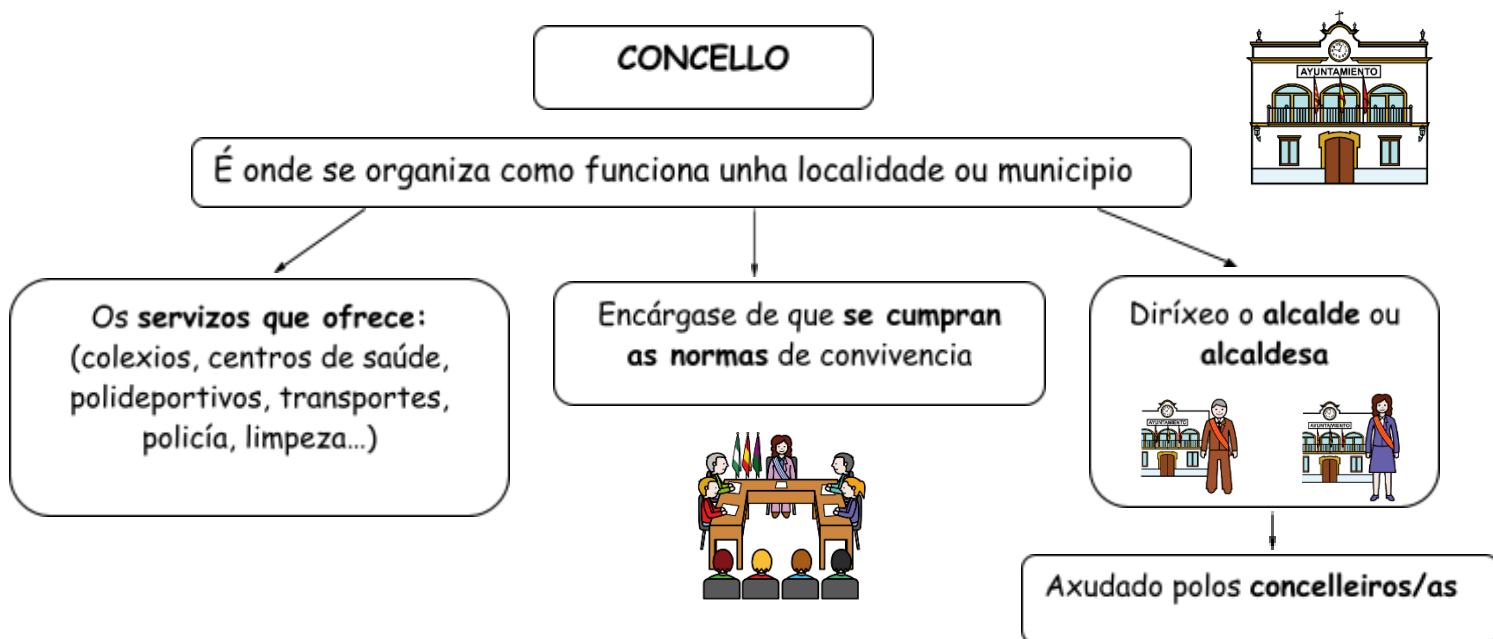 CONCELLO
AYUNTAMIENTO
É onde se organiza como funciona unha localidade ou municipio
Os servizos que ofrece:
(colexios, centros de saúde,
polideportivos, transportes,
policía, limpeza...)
Encárgase de que se cumpran
as normas de convivencia
Diríxeo o alcalde ou
alcaldesa
AYUNTAMIENTO
AYUNTAMIENTO
Axudado polos concelleiros/as